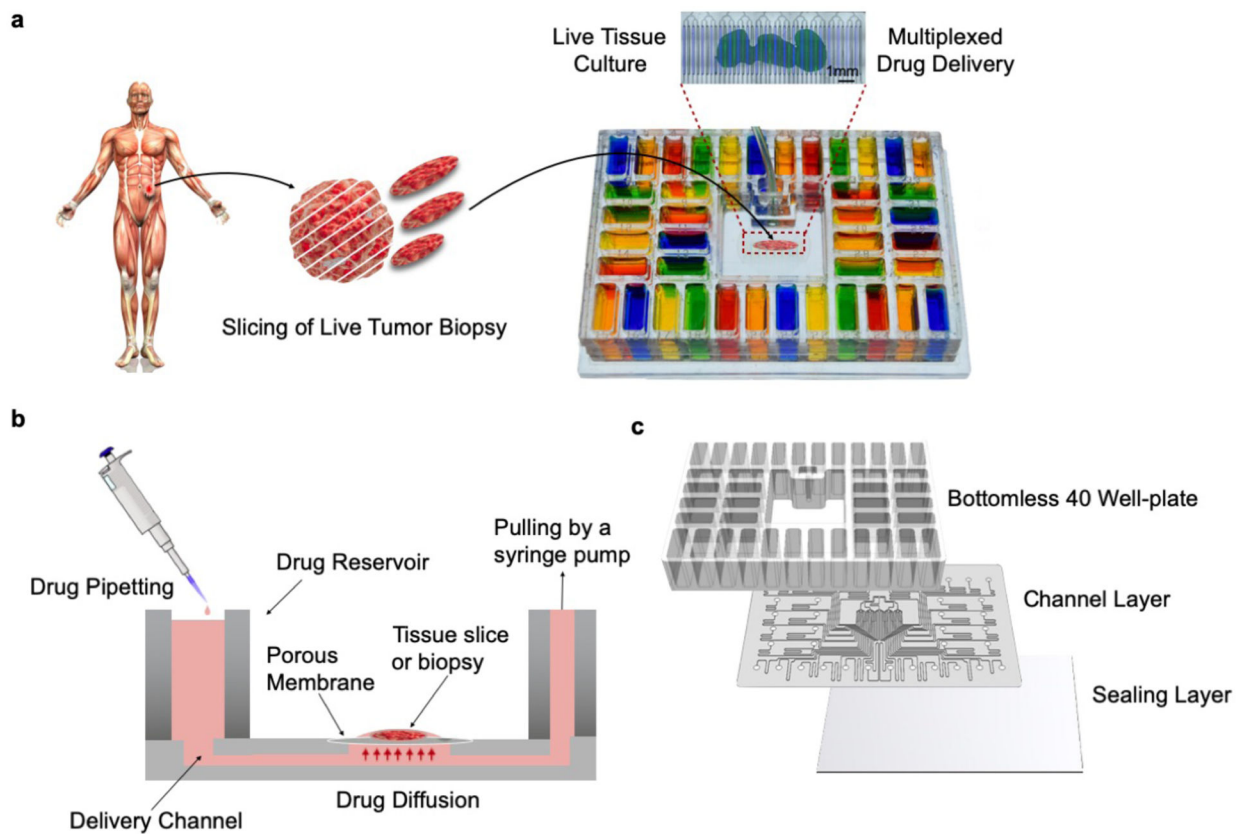 a
Live Tissue
Culture
Multiplexed
Drug Delivery
1mm
Slicing of Live Tumor Biopsy
b
Drug Pipetting
Drug Reservoir
Pulling by a
syringe pump
Porous
Membrane
Tissue slice
or biopsy
Delivery Channel
Drug Diffusion
c
Bottomless 40 Well-plate
Channel Layer
Sealing Layer